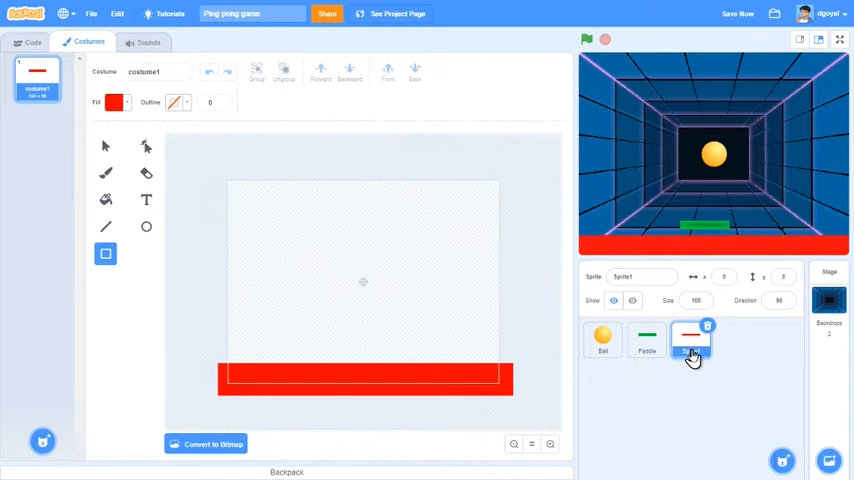 SCRATCH File Edit Tutorials Ping pong game Share See Project Page Save Now dgoyal
Code Costumes Sounds
1
costume1
Costume costume1 Group Ungroup Forward Backward Front Back
Fill Outline 0
T
Convert to Bitmap
Backpack
Sprite Sprite1 x 0 y 0
Show Size 100 Direction 90
Ball Paddle
Stage
Backdrops
2